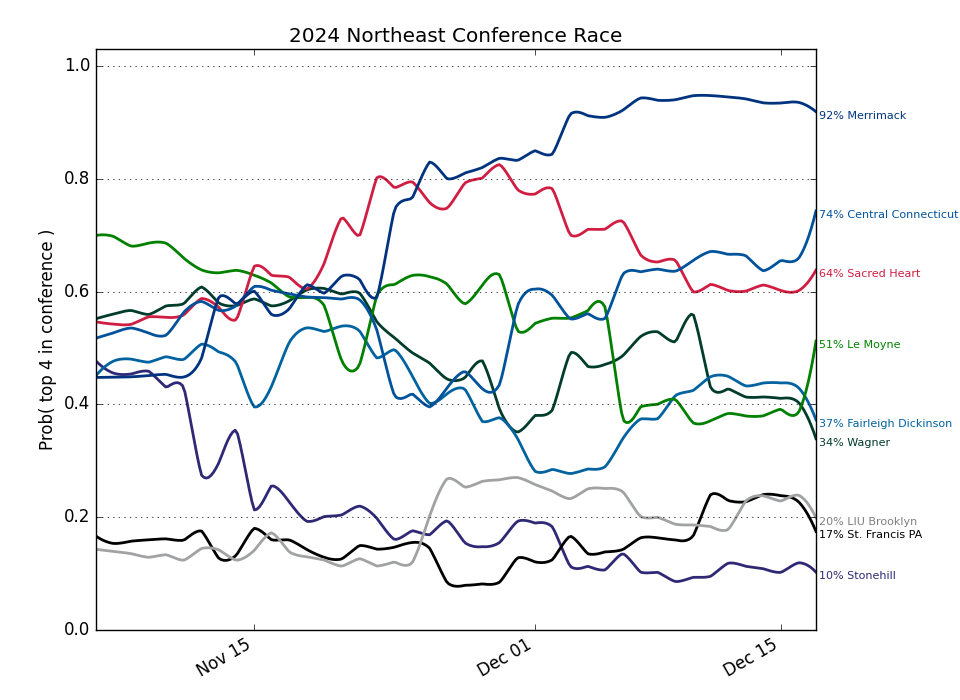 2024 Northeast Conference Race
Prob( top 4 in conference )
1.0
0.8
0.6
0.4
0.2
0.0
Nov 15
Dec 01
Dec 15
92% Merrimack
74% Central Connecticut
64% Sacred Heart
51% Le Moyne
37% Fairleigh Dickinson
34% Wagner
20% LIU Brooklyn
17% St. Francis PA
10% Stonehill